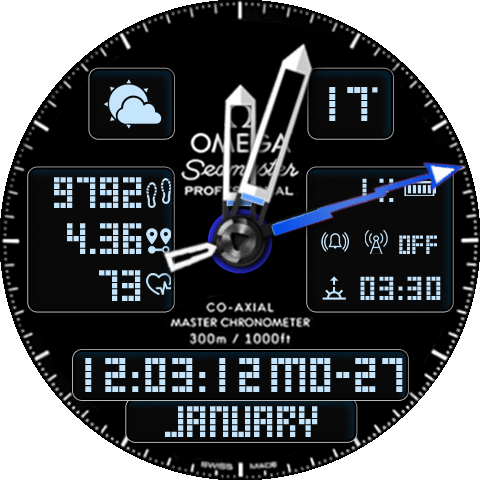 17°
OMEGA
Seamaster
PROFESSIONAL
9792
4.36
73
OFF
03:30
CO-AXIAL
MASTER CHRONOMETER
300m / 1000ft
12:03:12 MO-27
JANUARY
SWISS MADE